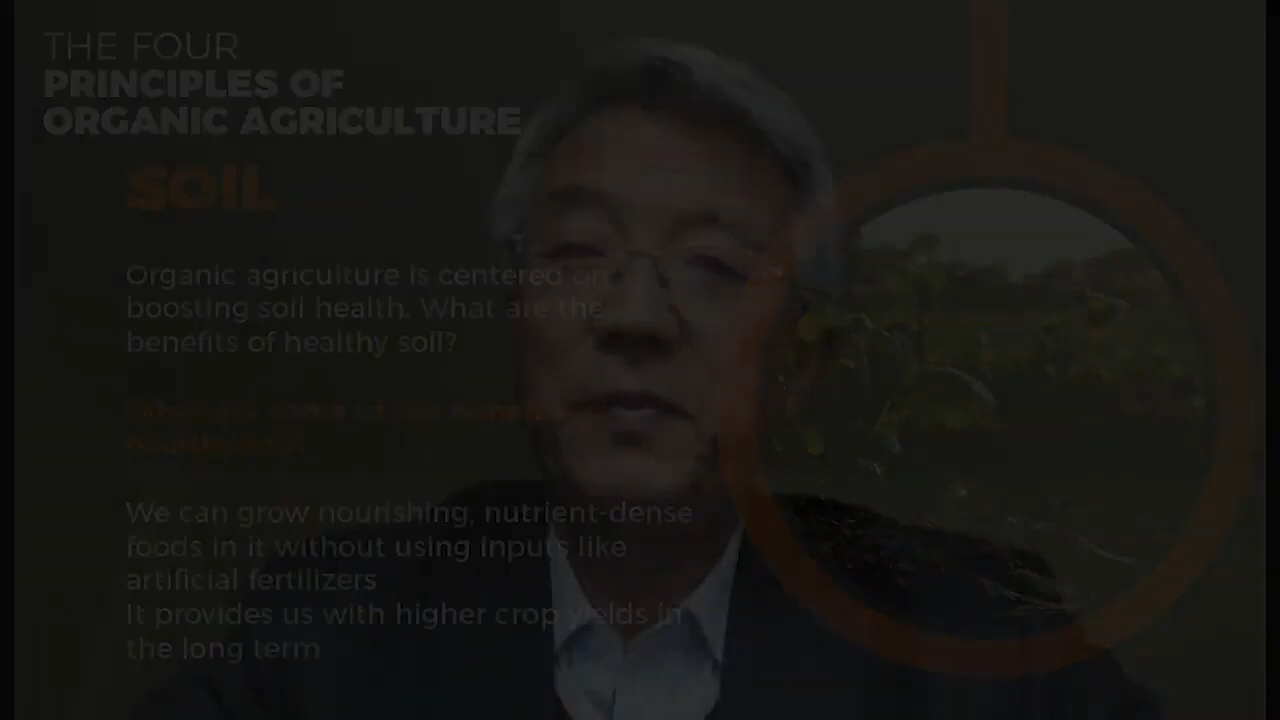 THE FOUR
PRINCIPLES OF
ORGANIC AGRICULTURE
SOIL
Organic agriculture is centered on
boosting soil health. What are the
benefits of healthy soil?
We can grow nourishing, nutrient-dense
foods in it without using inputs like
artificial fertilizers
It provides us with higher crop yields in
the long term